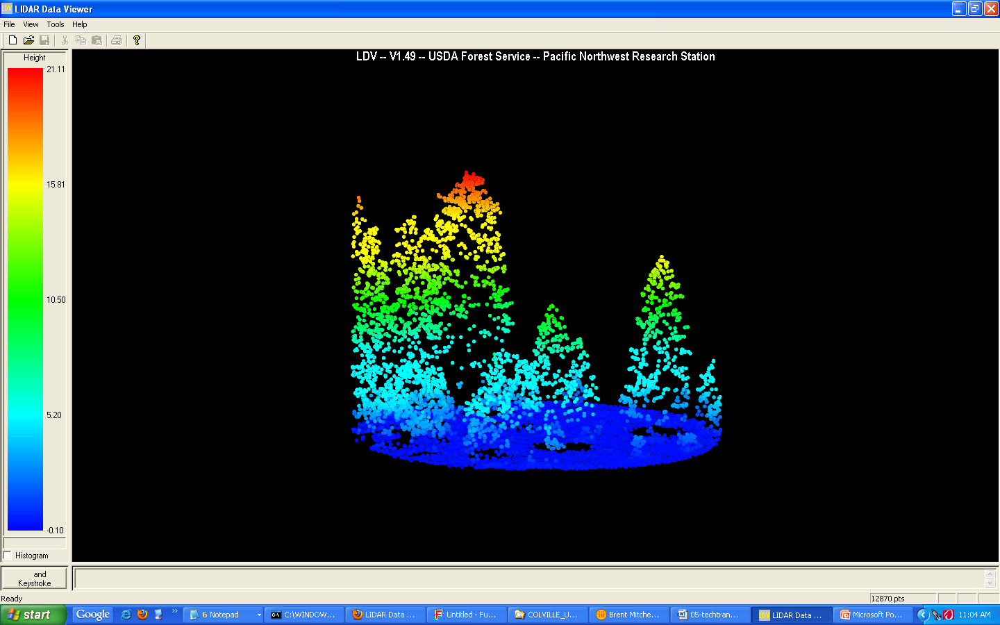 LDV LIDAR Data Viewer
File View Tools Help
Height
LDV -- V1.49 -- USDA Forest Service -- Pacific Northwest Research Station
21.11
15.81
10.50
5.20
-0.10
Histogram
and
Keystroke
Ready
12870 pts
start Google 6 Notepad C:\WINDOW... LIDAR Data ... Untitled - Fu... COLVILLE_U... Brent Mitche... 05-techtran... LDV LIDAR Data ... Microsoft Po... 11:04 AM